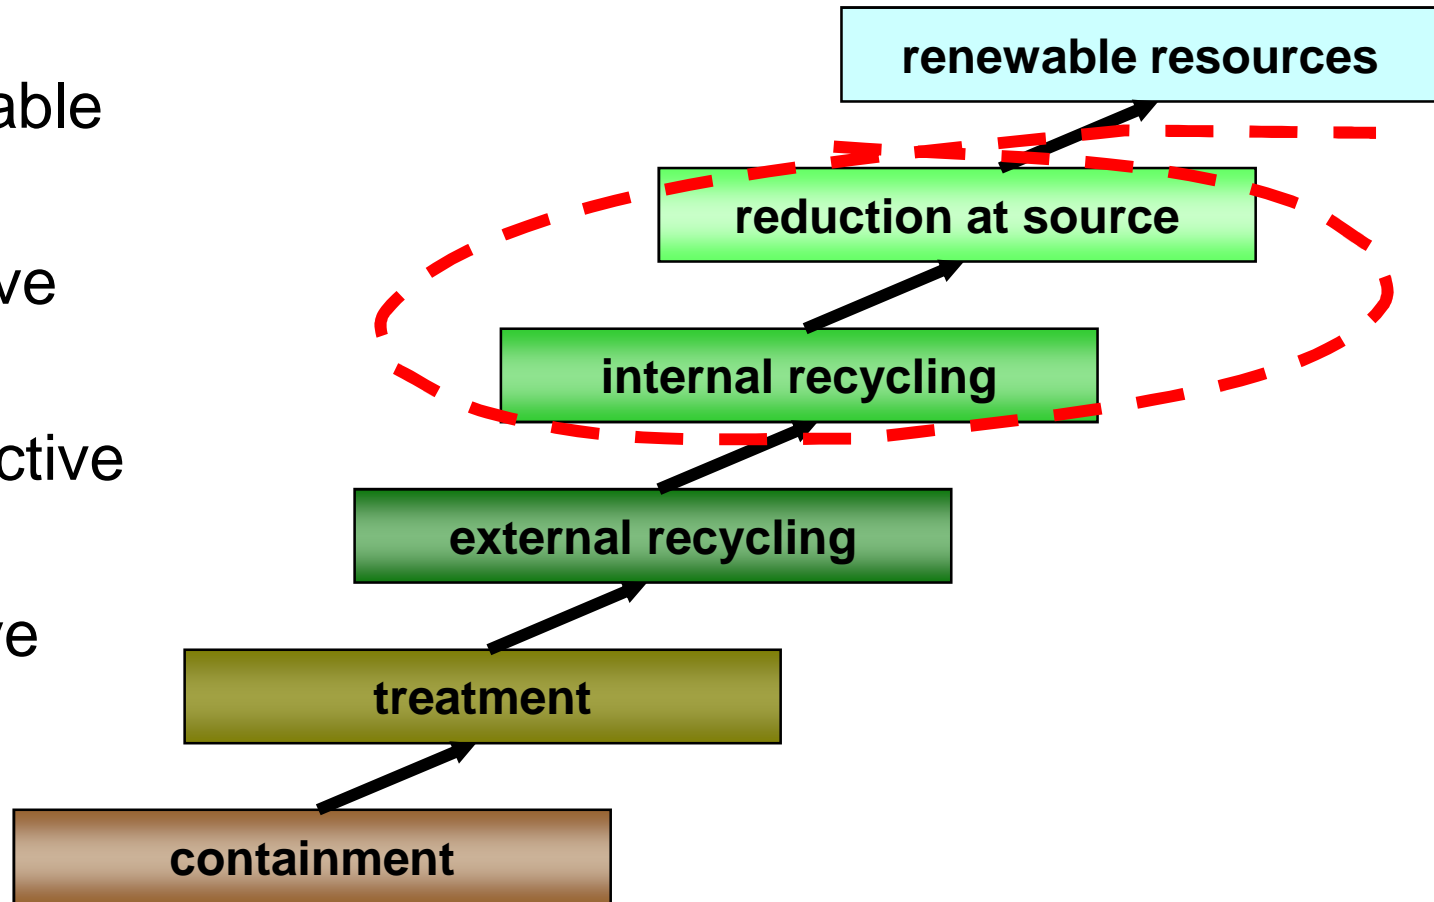 renewable resources
able
reduction at source
ve
internal recycling
ctive
external recycling
ve
treatment
containment